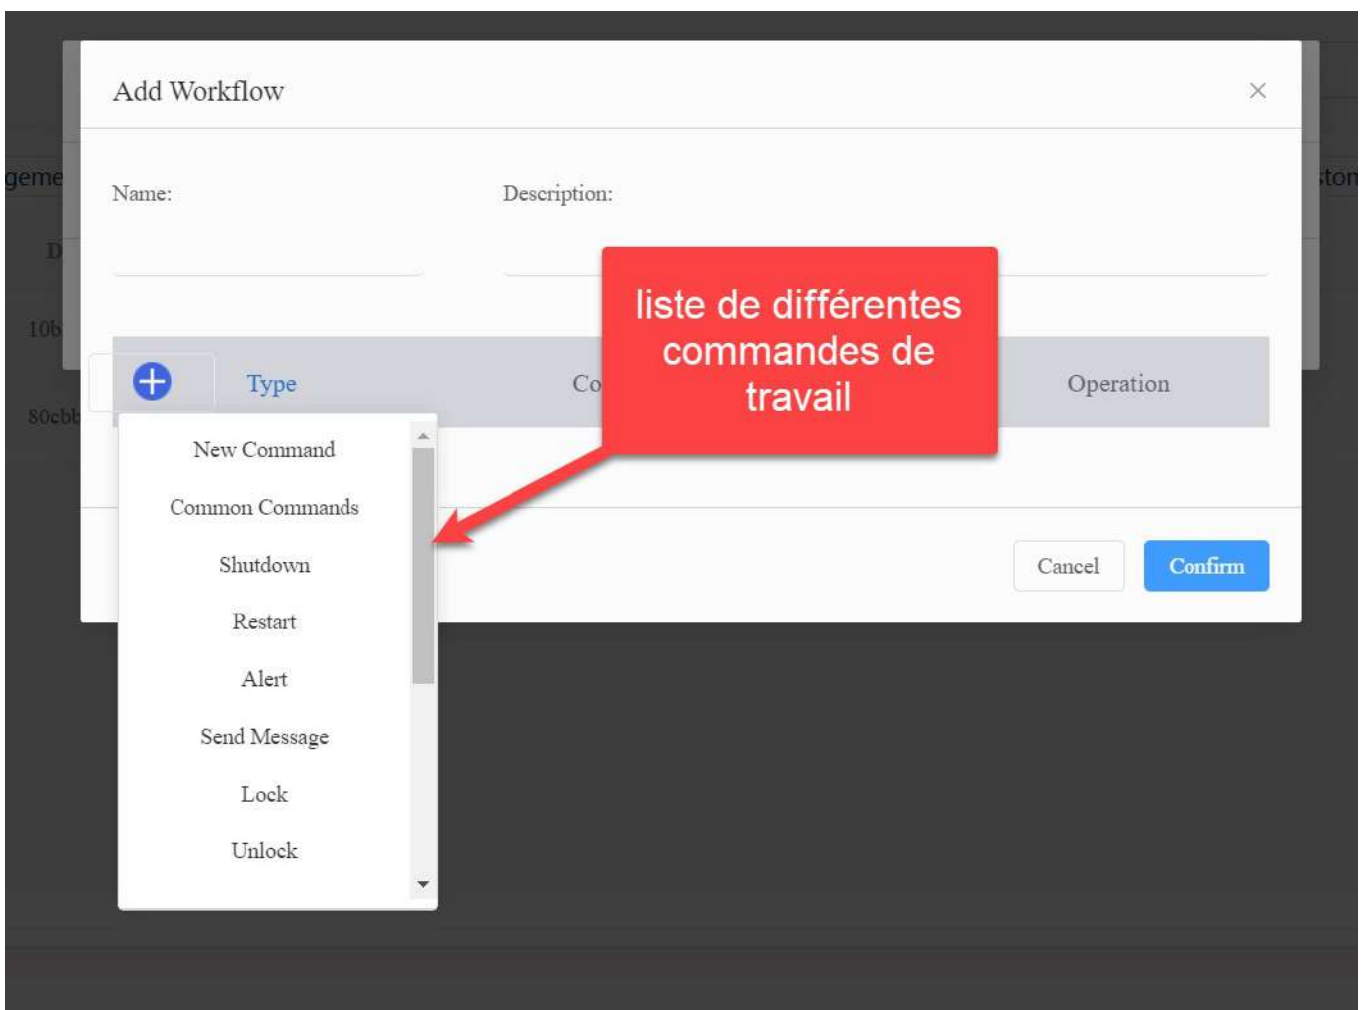 Add Workflow
Name:
Description:
liste de différentes
commandes de
travail
Type
Operation
New Command
Common Commands
Shutdown
Restart
Alert
Send Message
Lock
Unlock
Cancel
Confirm